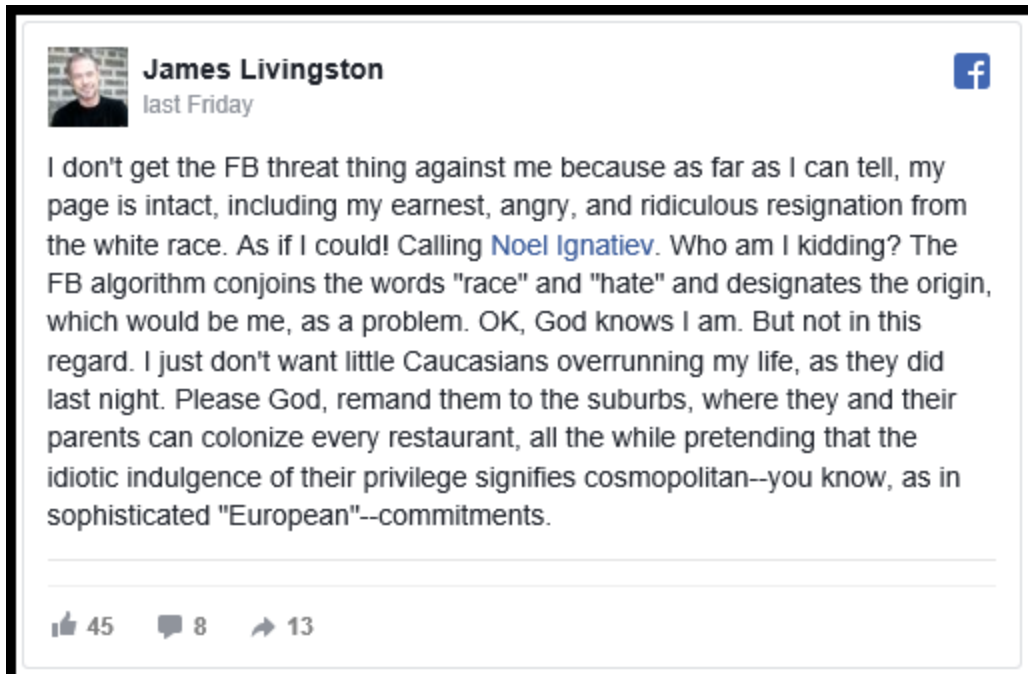 James Livingston
last Friday
I don't get the FB threat thing against me because as far as I can tell, my
page is intact, including my earnest, angry, and ridiculous resignation from
the white race. As if I could! Calling Noel Ignatiev. Who am I kidding? The
FB algorithm conjoins the words "race" and "hate" and designates the origin,
which would be me, as a problem. OK, God knows I am. But not in this
regard. I just don't want little Caucasians overrunning my life, as they did
last night. Please God, remand them to the suburbs, where they and their
parents can colonize every restaurant, all the while pretending that the
idiotic indulgence of their privilege signifies cosmopolitan--you know, as in
sophisticated "European"--commitments.
45 8 13